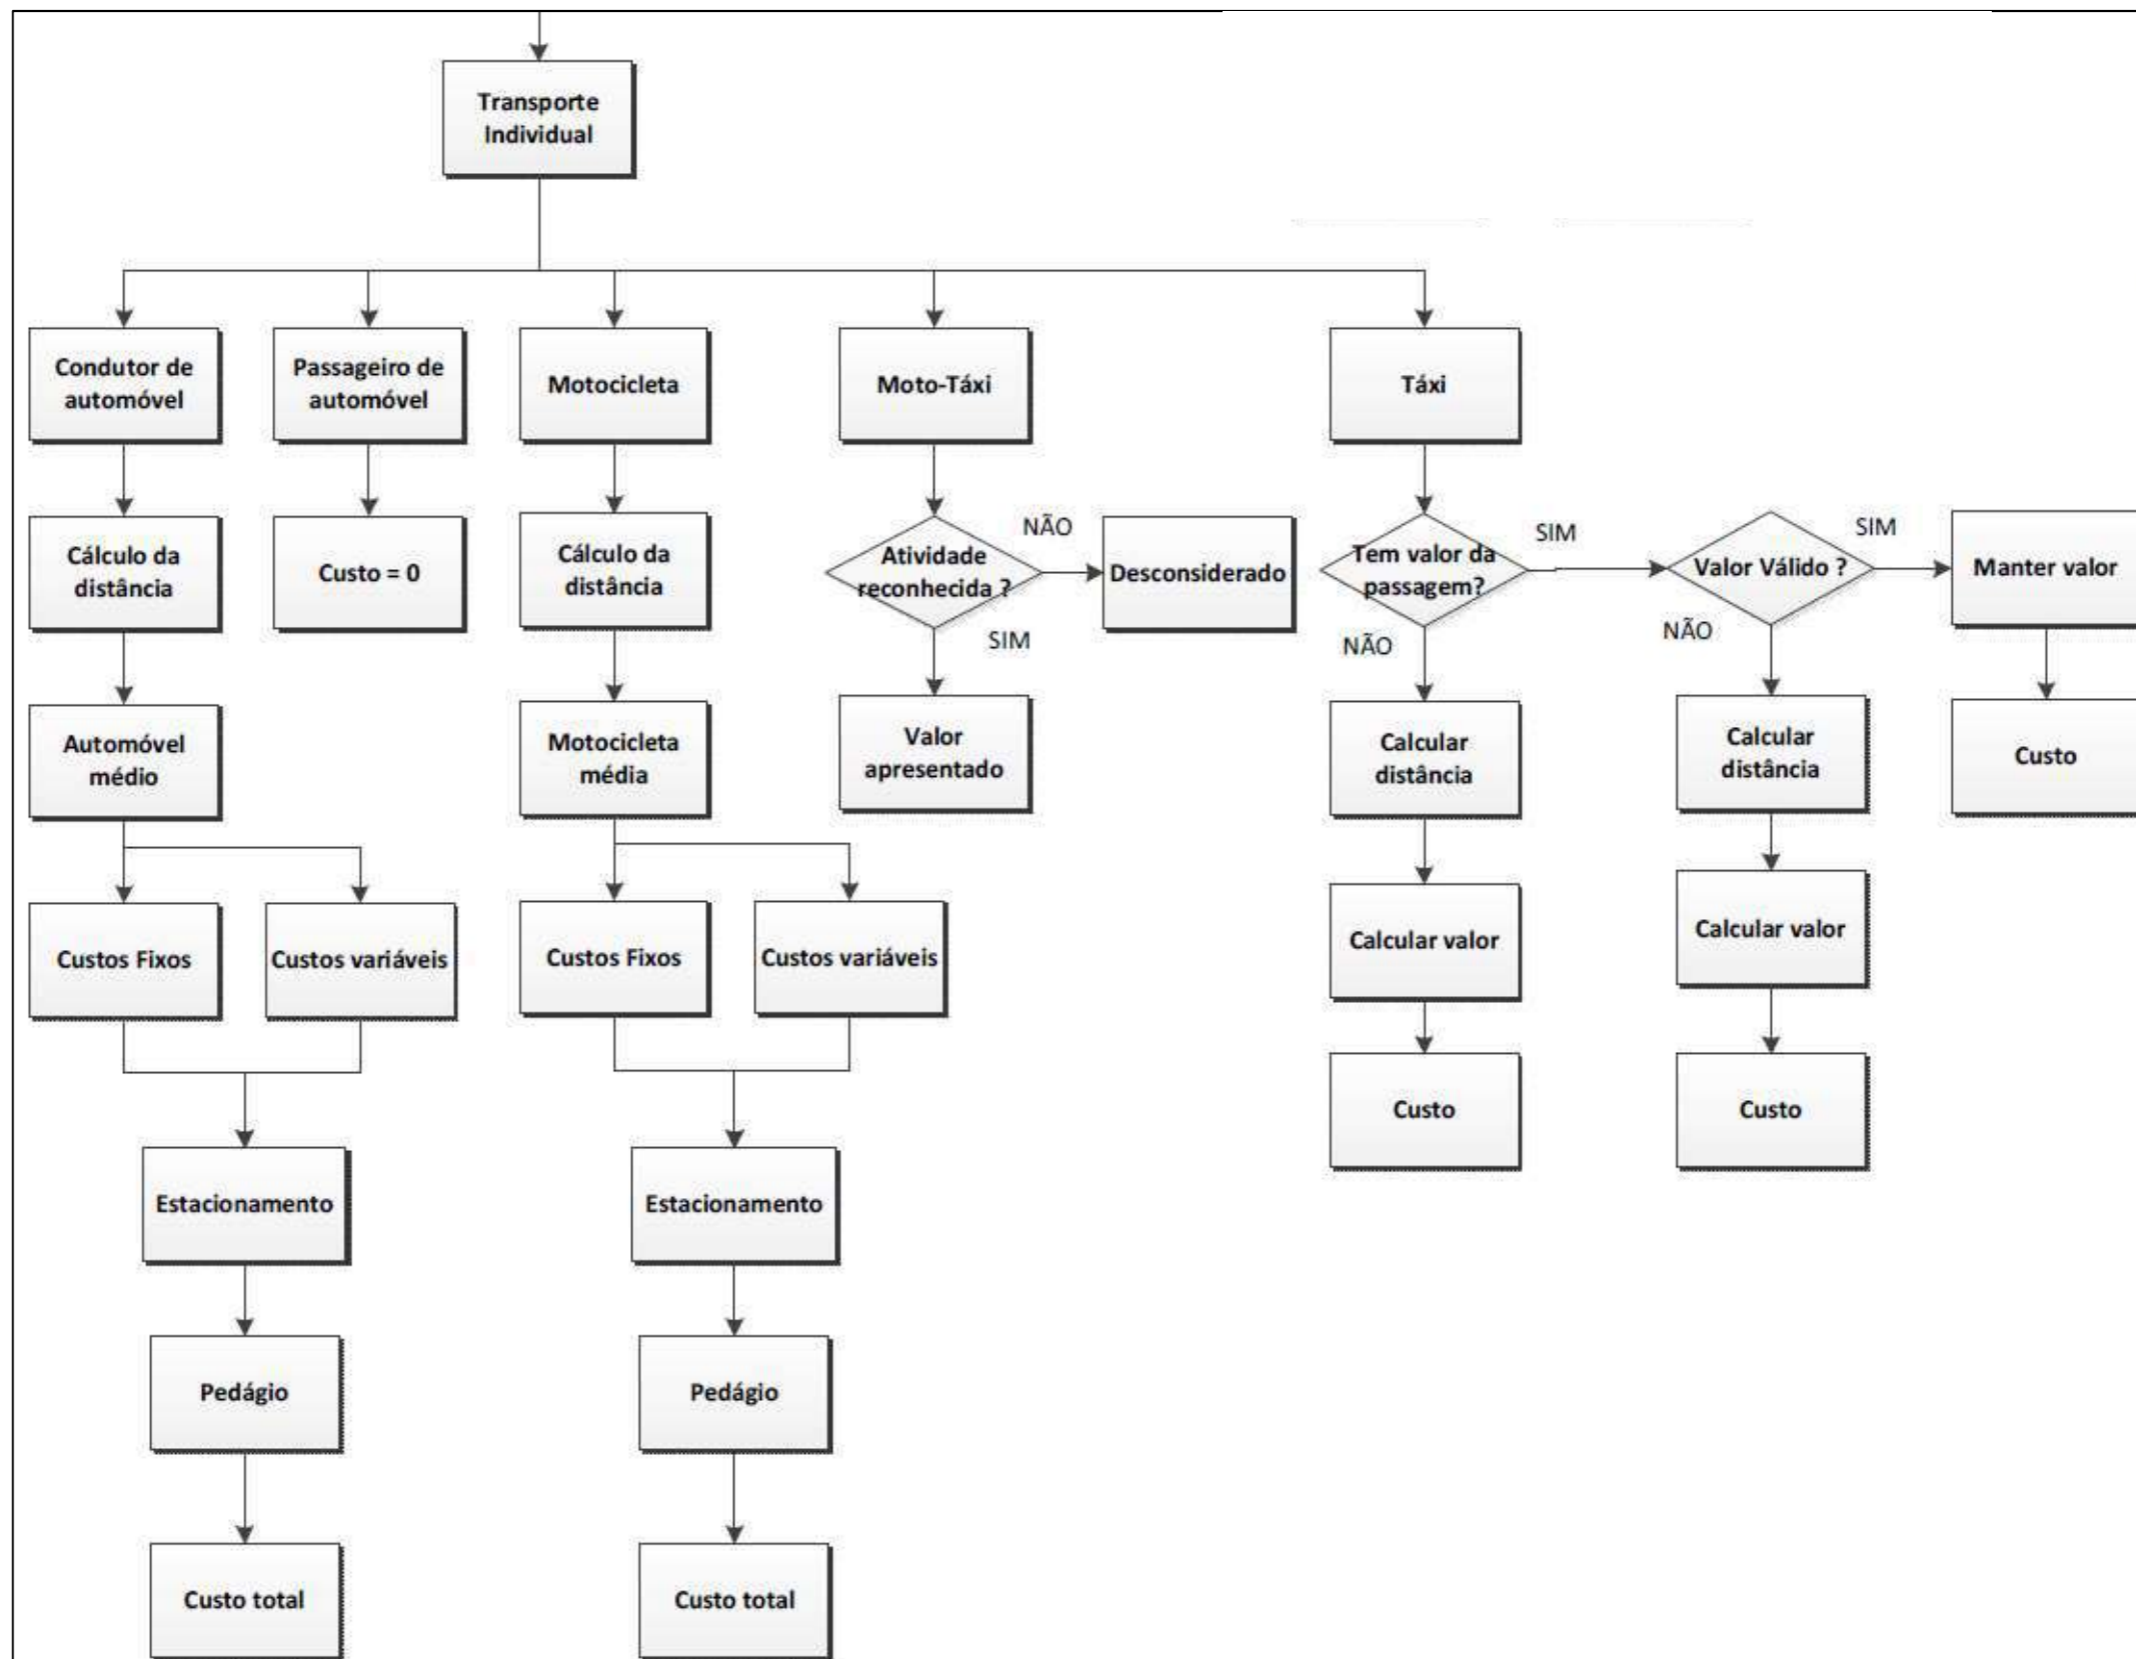 Transporte
Individual
Condutor de
automóvel
Passageiro de
automóvel
Motocicleta
Moto-Táxi
Táxi
Cálculo da
distância
Custo = 0
Cálculo da
distância
Atividade
reconhecida ?
NÃO
Desconsiderado
SIM
Tem valor da
passagem?
SIM
NÃO
Valor Válido ?
SIM
NÃO
Manter valor
Automóvel
médio
Motocicleta
média
Valor
apresentado
Calcular
distância
Calcular
distância
Custo
Custos Fixos
Custos variáveis
Custos Fixos
Custos variáveis
Calcular valor
Calcular valor
Custo
Custo
Estacionamento
Estacionamento
Pedágio
Pedágio
Custo total
Custo total